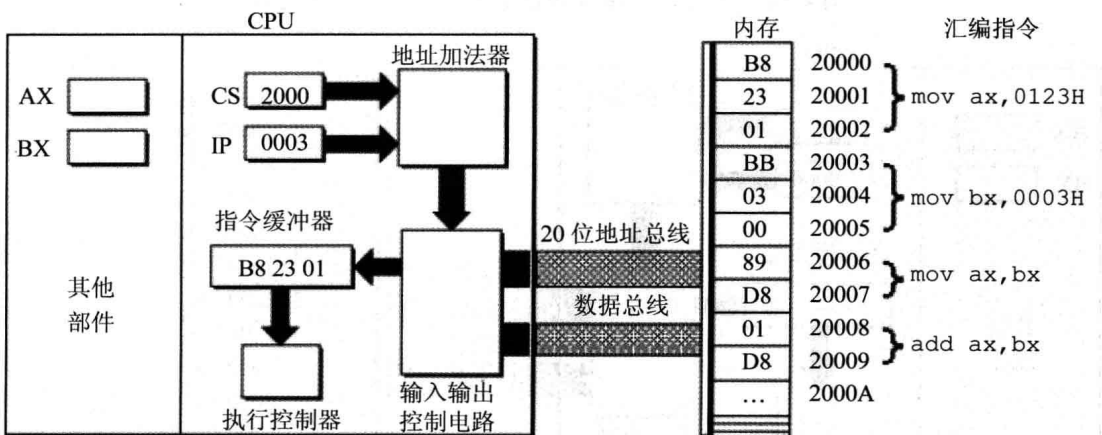 CPU
内存
汇编指令
地址加法器
AX
BX
CS 2000
IP 0003
指令缓冲器
B8 23 01
其他
部件
执行控制器
输入输出
控制电路
20 位地址总线
数据总线
B8 20000
23 20001 mov ax,0123H
01 20002
BB 20003
03 20004 mov bx,0003H
00 20005
89 20006
mov ax,bx
D8 20007
01 20008
add ax,bx
D8 20009
… 2000A